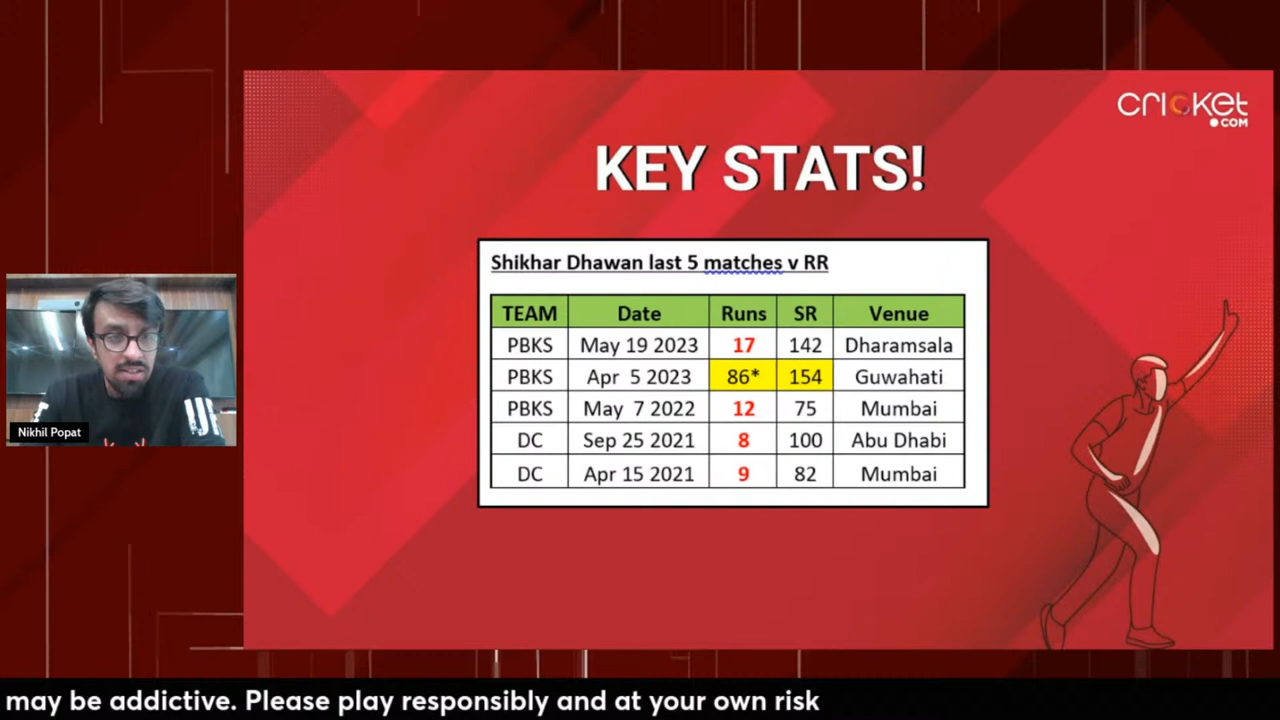 cricket
.COM
KEY STATS!
Shikhar Dhawan last 5 matches v RR
TEAM Date Runs SR Venue
PBKS May 19 2023 17 142 Dharamsala
PBKS Apr 5 2023 86* 154 Guwahati
PBKS May 7 2022 12 75 Mumbai
DC Sep 25 2021 8 100 Abu Dhabi
DC Apr 15 2021 9 82 Mumbai
Nikhil Popat
may be addictive. Please play responsibly and at your own risk